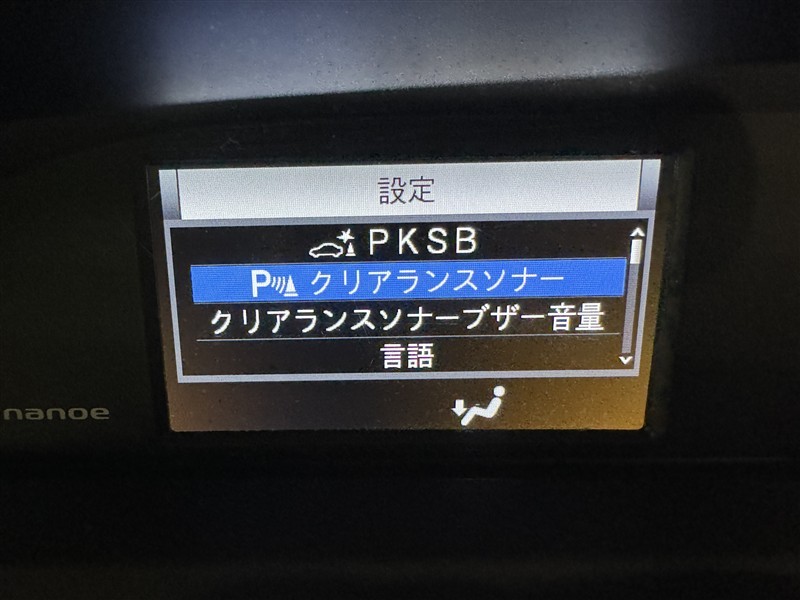 設定
PKSB
P クリアランスソナー
クリアランスソナーブザー音量
言語
nanoe